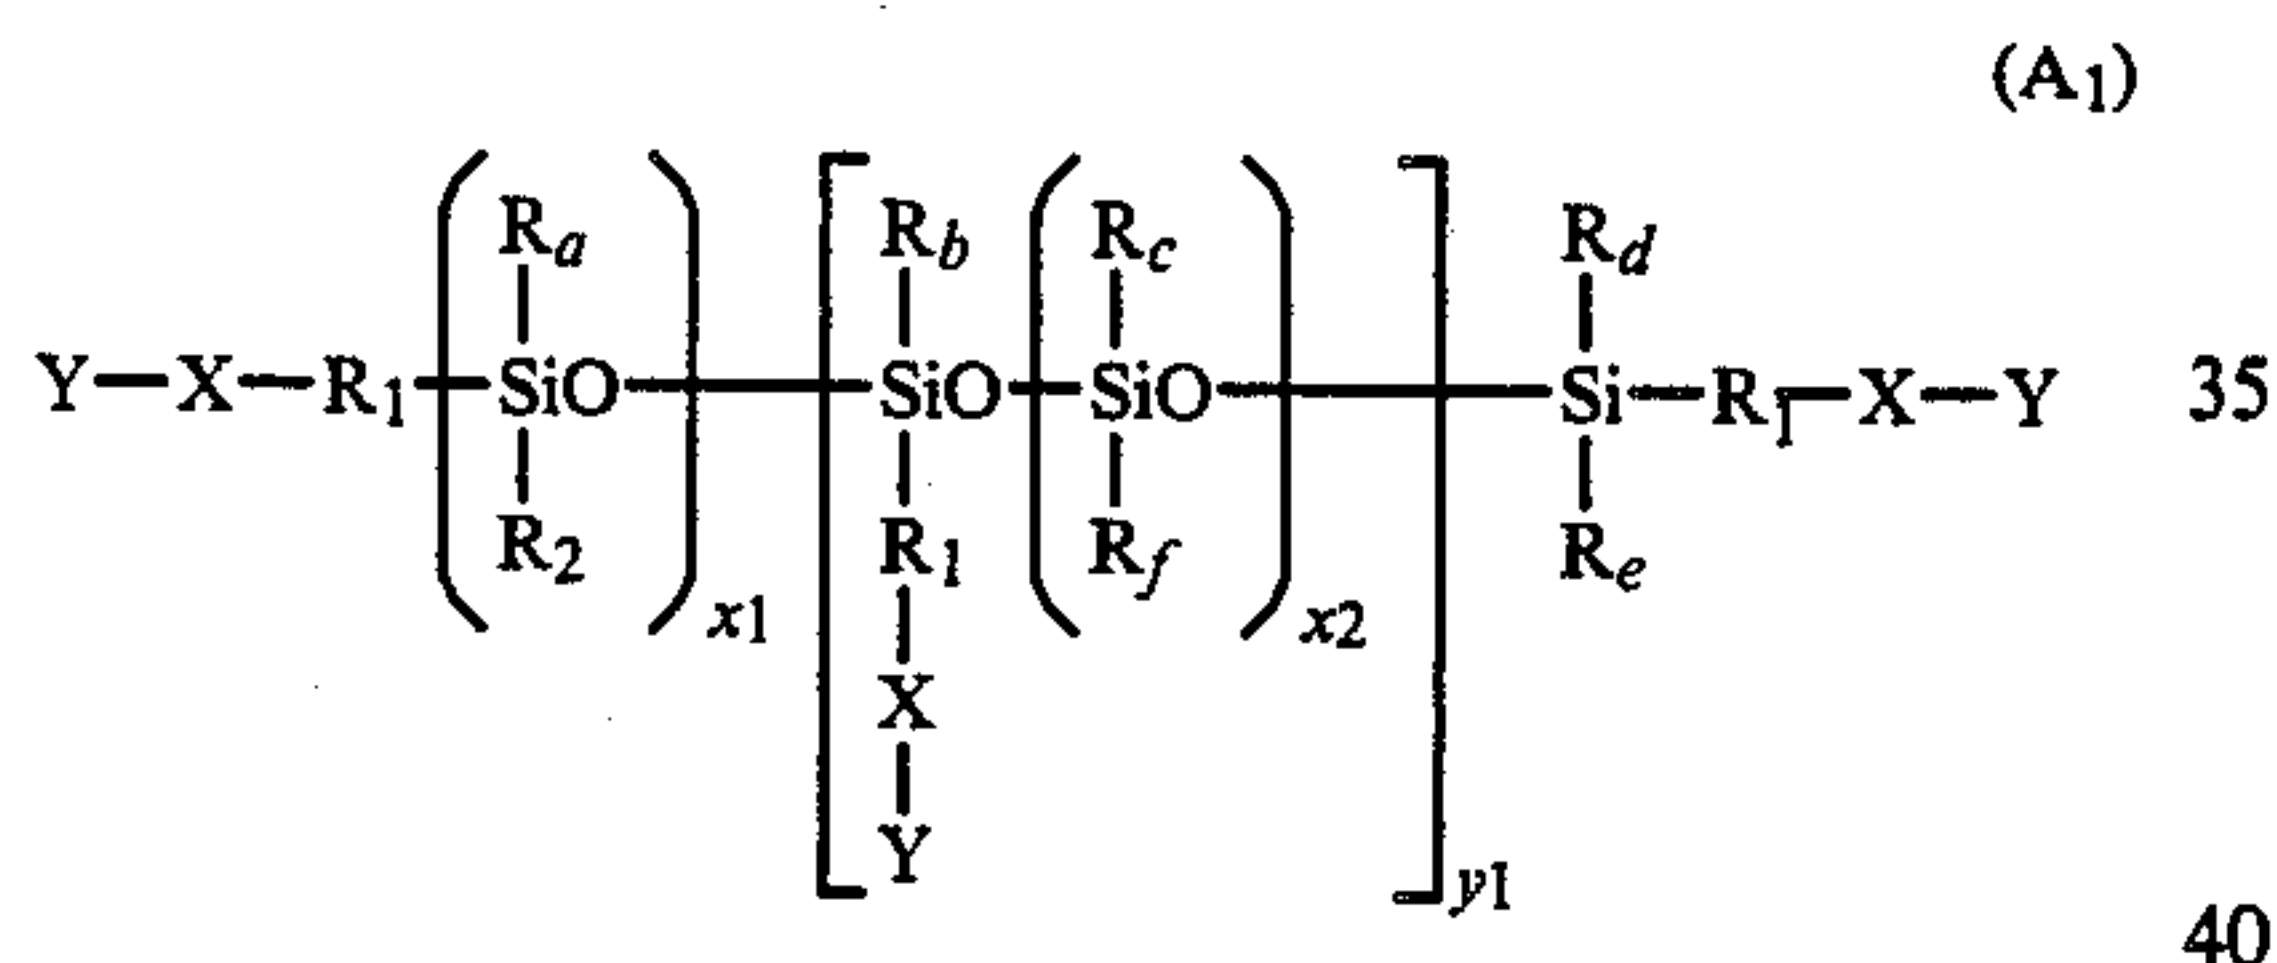 (A1)
Ra Rb Rc Rd
Y—X—R1 SiO SiO SiO Si—R1—X—Y 35
R2 R1 Rf Re
x1 x2
X
Y
y1
40